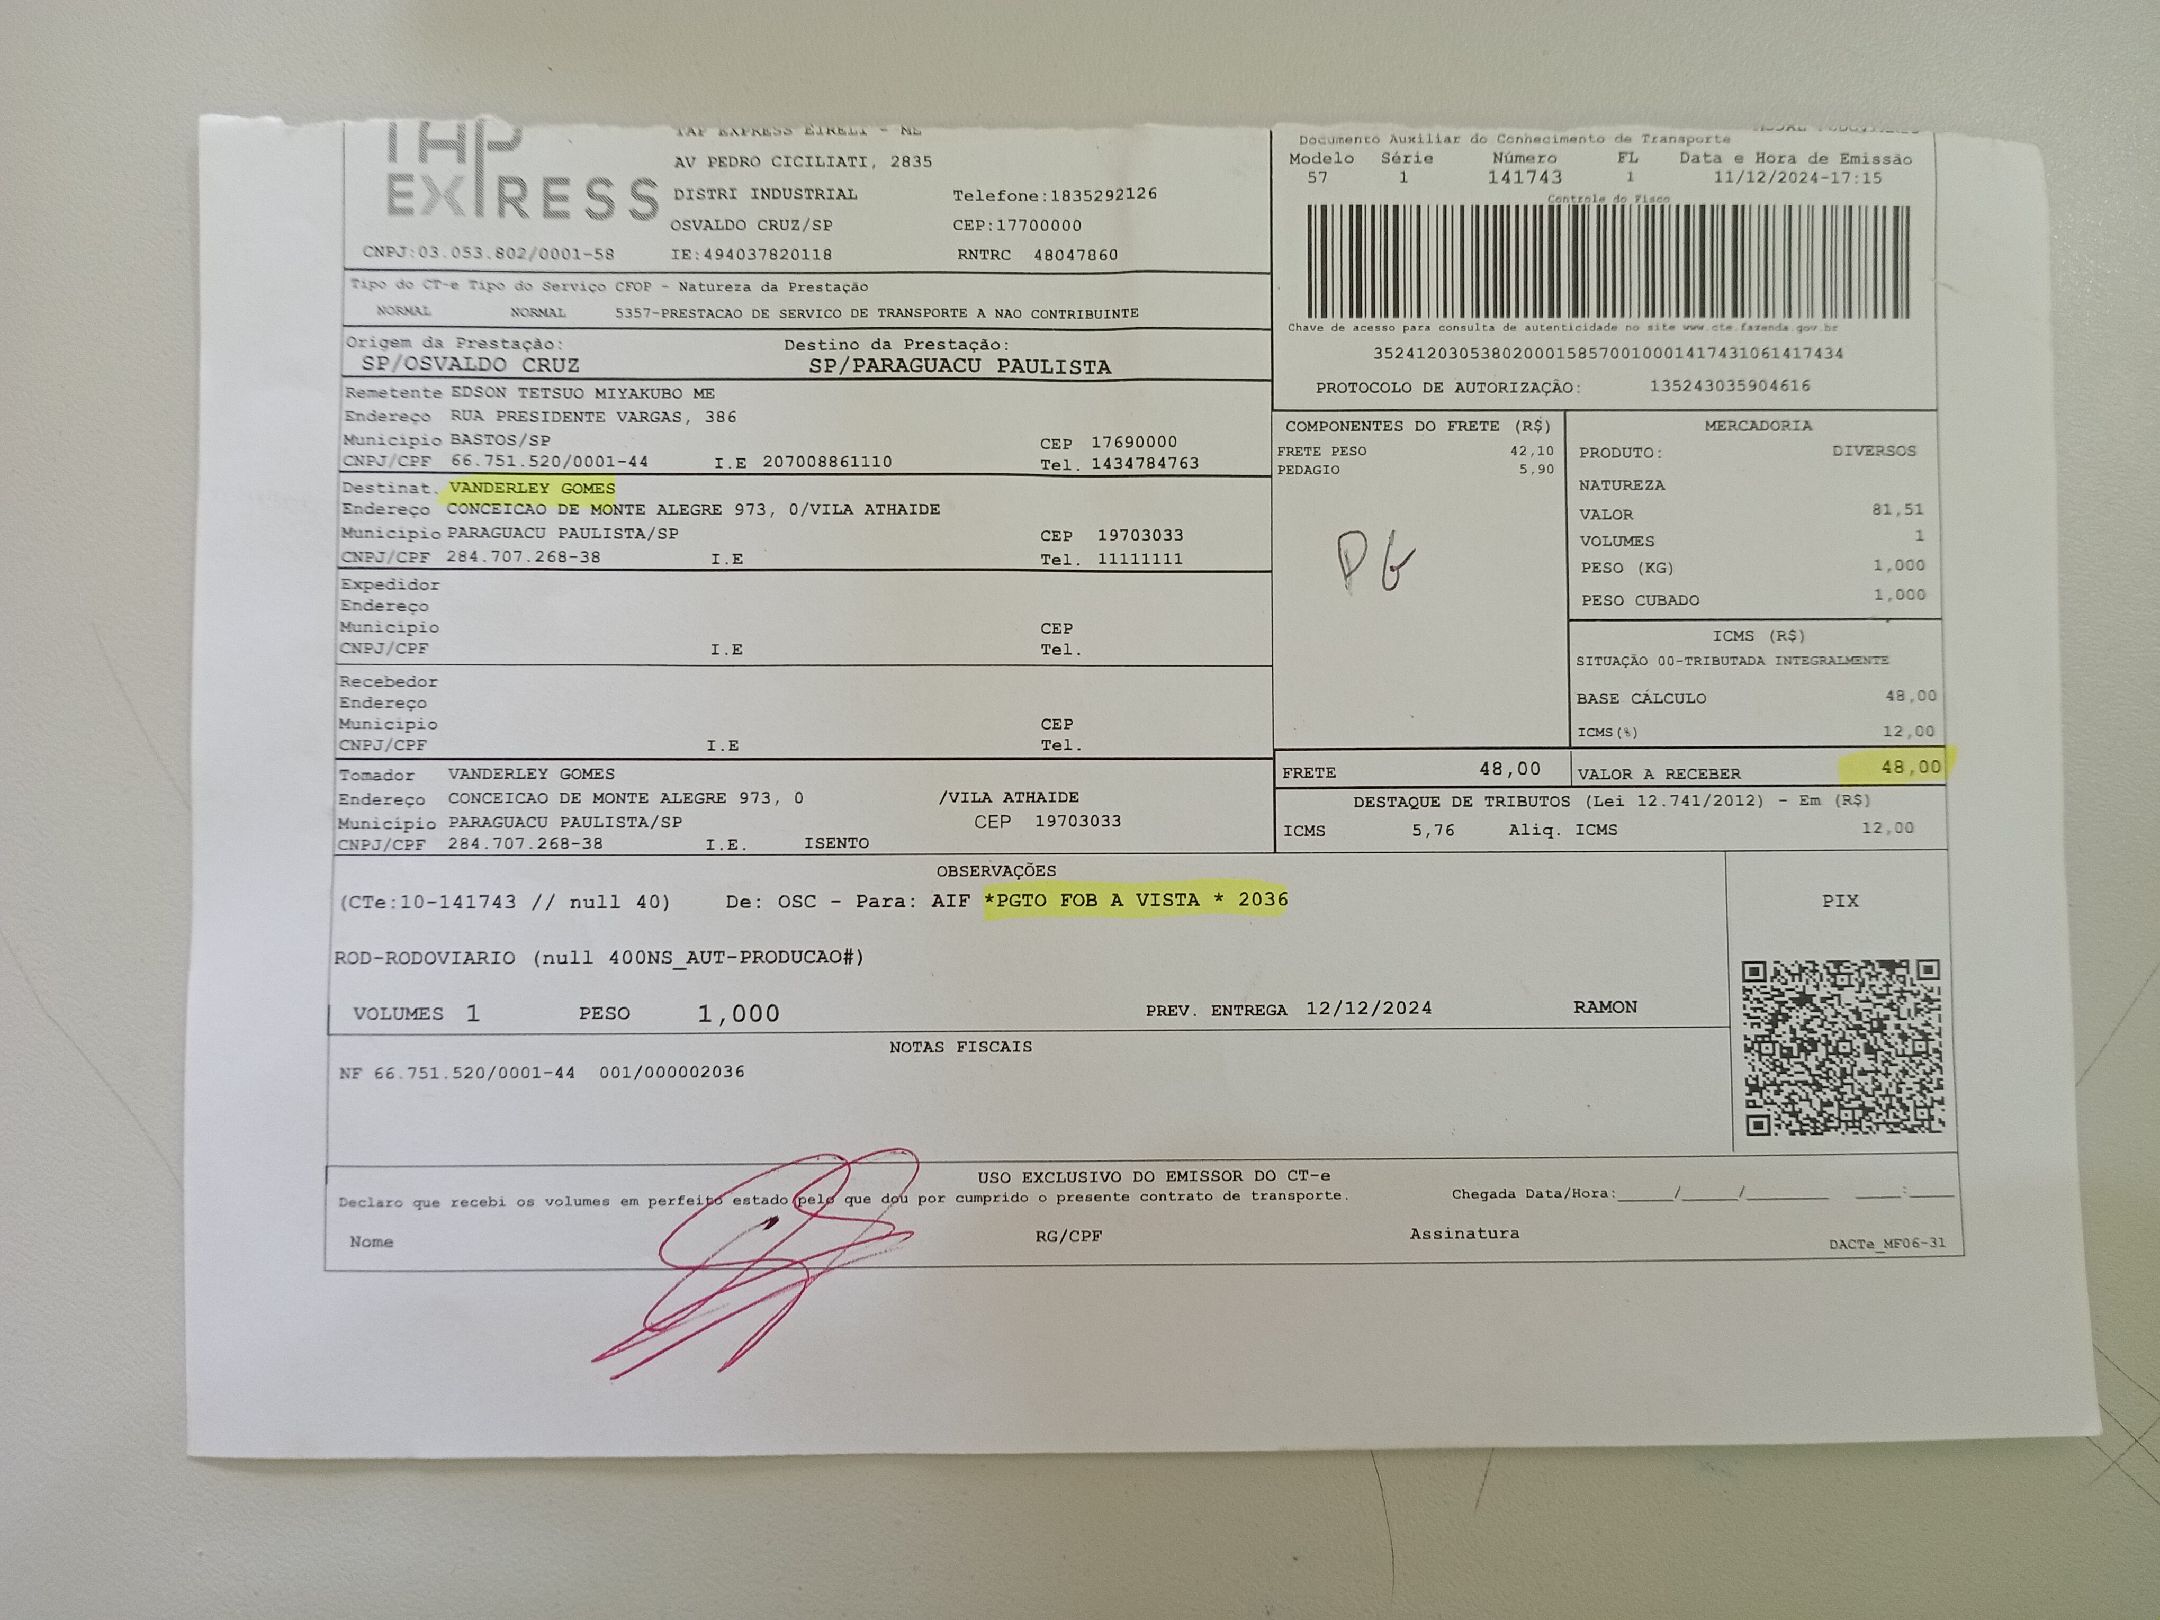 TAP EXPRESS
TAP EXPRESS EIRELI - ME
AV PEDRO CICILIATI, 2835
DISTRI INDUSTRIAL Telefone:1835292126
OSVALDO CRUZ/SP CEP:17700000
CNPJ:03.053.802/0001-58 IE:494037820118 RNTRC 48047860
Documento Auxiliar do Conhecimento de Transporte
Modelo Série Número FL Data e Hora de Emissão
57 1 141743 1 11/12/2024-17:15
Controle do Fisco
Chave de acesso para consulta de autenticidade no site www.cte.fazenda.gov.br
35241203053802000158570010001417431061417434
PROTOCOLO DE AUTORIZAÇÃO: 135243035904616
Tipo do CT-e Tipo do Serviço CFOP - Natureza da Prestação
NORMAL NORMAL 5357-PRESTACAO DE SERVICO DE TRANSPORTE A NAO CONTRIBUINTE
Origem da Prestação: Destino da Prestação:
SP/OSVALDO CRUZ SP/PARAGUACU PAULISTA
Remetente EDSON TETSUO MIYAKUBO ME
Endereço RUA PRESIDENTE VARGAS, 386
Municipio BASTOS/SP CEP 17690000
CNPJ/CPF 66.751.520/0001-44 I.E 207008861110 Tel. 1434784763
Destinat. VANDERLEY GOMES
Endereço CONCEICAO DE MONTE ALEGRE 973, 0/VILA ATHAIDE
Municipio PARAGUACU PAULISTA/SP CEP 19703033
CNPJ/CPF 284.707.268-38 I.E Tel. 11111111
Expedidor
Endereço
Municipio CEP
CNPJ/CPF I.E Tel.
Recebedor
Endereço
Municipio CEP
CNPJ/CPF I.E Tel.
Tomador VANDERLEY GOMES
Endereço CONCEICAO DE MONTE ALEGRE 973, 0 /VILA ATHAIDE
Município PARAGUACU PAULISTA/SP CEP 19703033
CNPJ/CPF 284.707.268-38 I.E. ISENTO
COMPONENTES DO FRETE (R$)
FRETE PESO 42,10
PEDAGIO 5,90
PG
MERCADORIA
PRODUTO: DIVERSOS
NATUREZA
VALOR 81,51
VOLUMES 1
PESO (KG) 1,000
PESO CUBADO 1,000
ICMS (R$)
SITUAÇÃO 00-TRIBUTADA INTEGRALMENTE
BASE CÁLCULO 48,00
ICMS(%) 12,00
FRETE 48,00 VALOR A RECEBER 48,00
DESTAQUE DE TRIBUTOS (Lei 12.741/2012) - Em (R$)
ICMS 5,76 Aliq. ICMS 12,00
OBSERVAÇÕES
(CTe:10-141743 // null 40) De: OSC - Para: AIF *PGTO FOB A VISTA * 2036
ROD-RODOVIARIO (null 400NS_AUT-PRODUCAO#)
PIX
VOLUMES 1 PESO 1,000 PREV. ENTREGA 12/12/2024 RAMON
NOTAS FISCAIS
NF 66.751.520/0001-44 001/000002036
USO EXCLUSIVO DO EMISSOR DO CT-e
Declaro que recebi os volumes em perfeito estado pelo que dou por cumprido o presente contrato de transporte. Chegada Data/Hora:_____/_____/________ ____:____
Nome RG/CPF Assinatura
DACTe_MF06-31